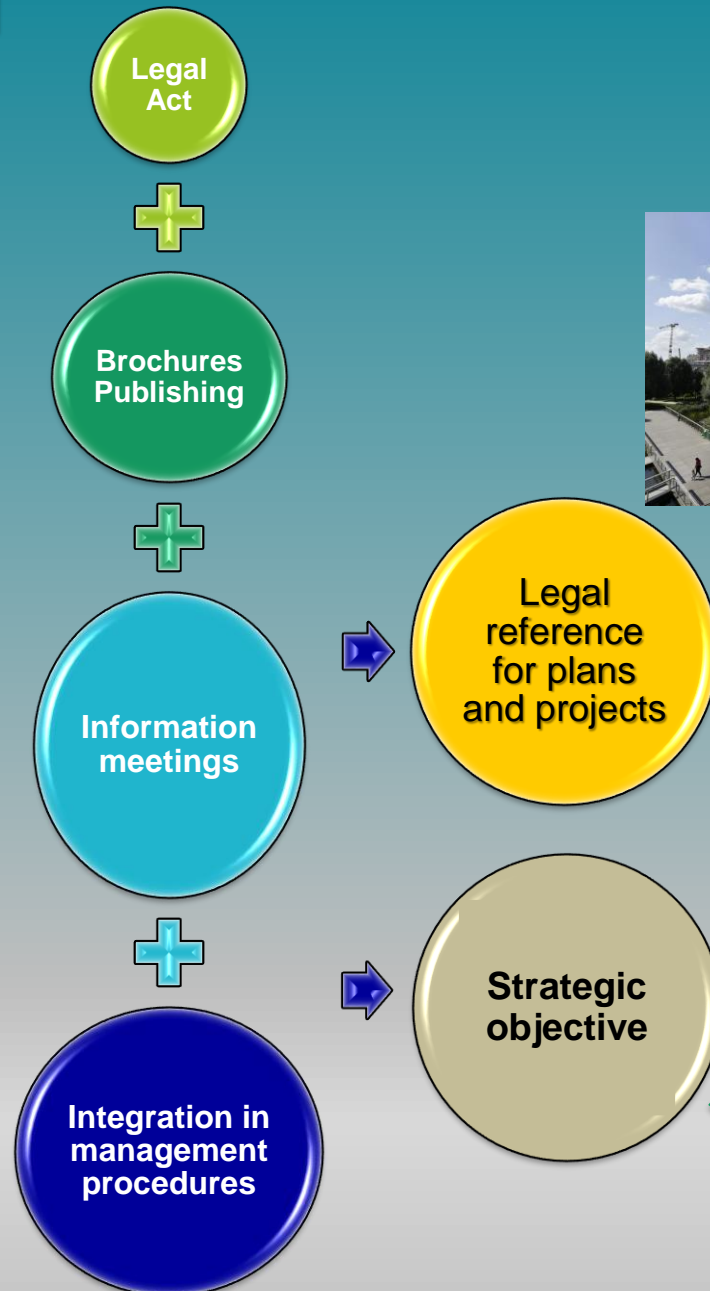 Legal
Act
Brochures
Publishing
Information
meetings
Legal
reference
for plans
and projects
Strategic
objective
Integration in
management
procedures